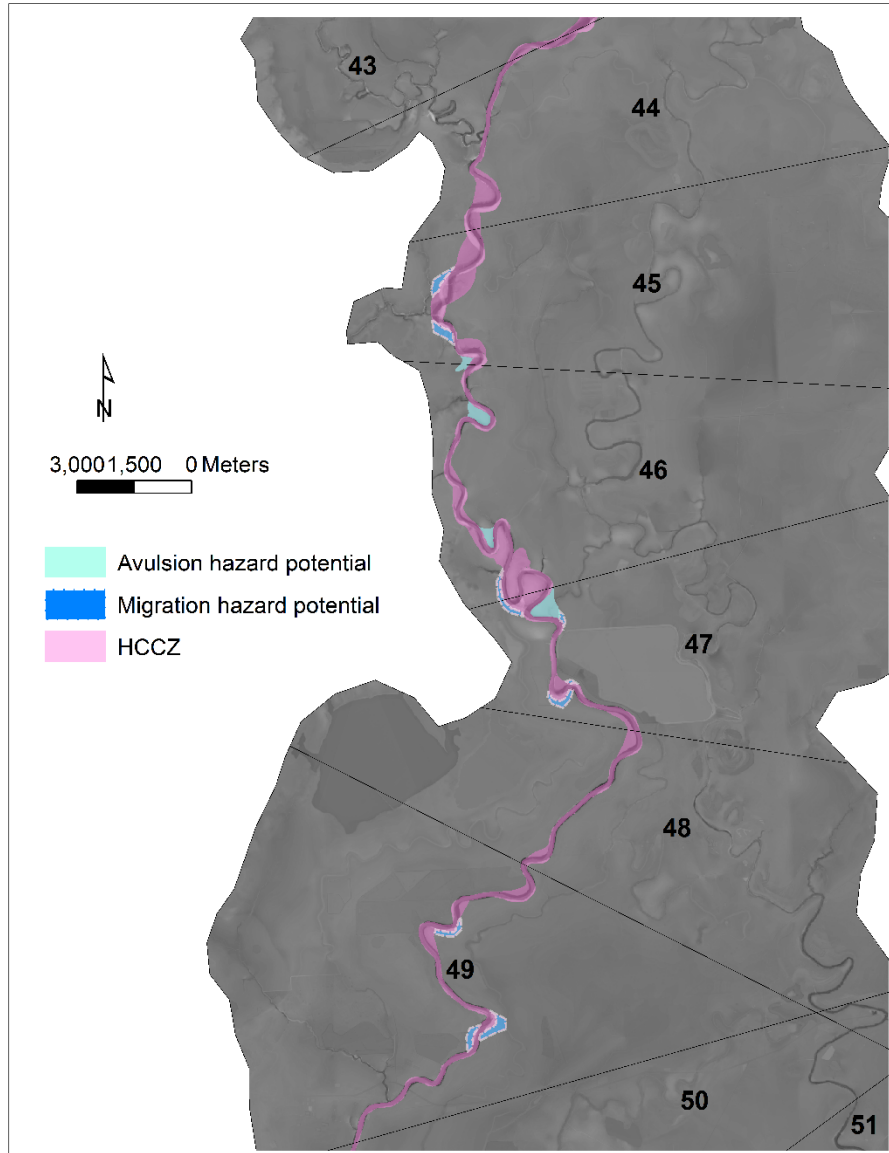 43
44
45
N
3,0001,500 0 Meters
46
Avulsion hazard potential
Migration hazard potential
HCCZ
47
48
49
50
51